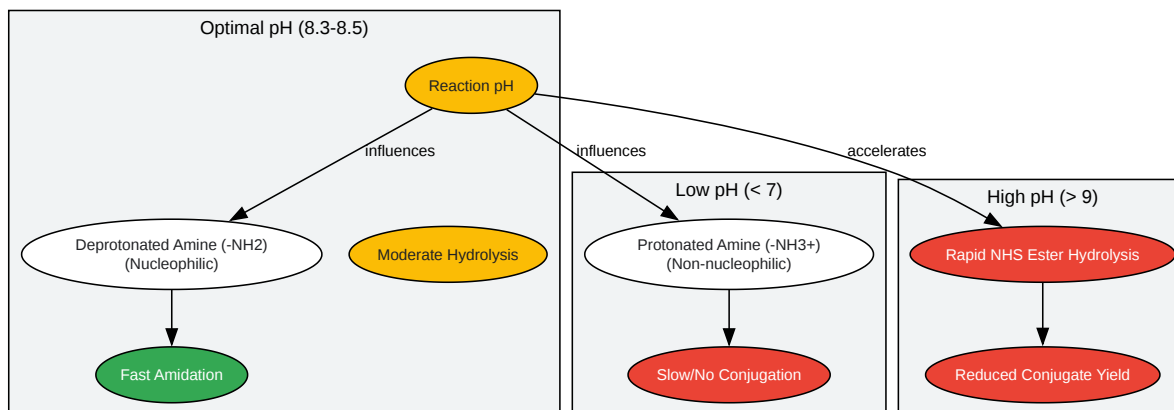 Optimal pH (8.3-8.5)
Reaction pH
influences
influences
accelerates
Low pH (< 7)
High pH (> 9)
Deprotonated Amine (-NH2)
(Nucleophilic)
Moderate Hydrolysis
Protonated Amine (-NH3+)
(Non-nucleophilic)
Rapid NHS Ester Hydrolysis
Fast Amidation
Slow/No Conjugation
Reduced Conjugate Yield